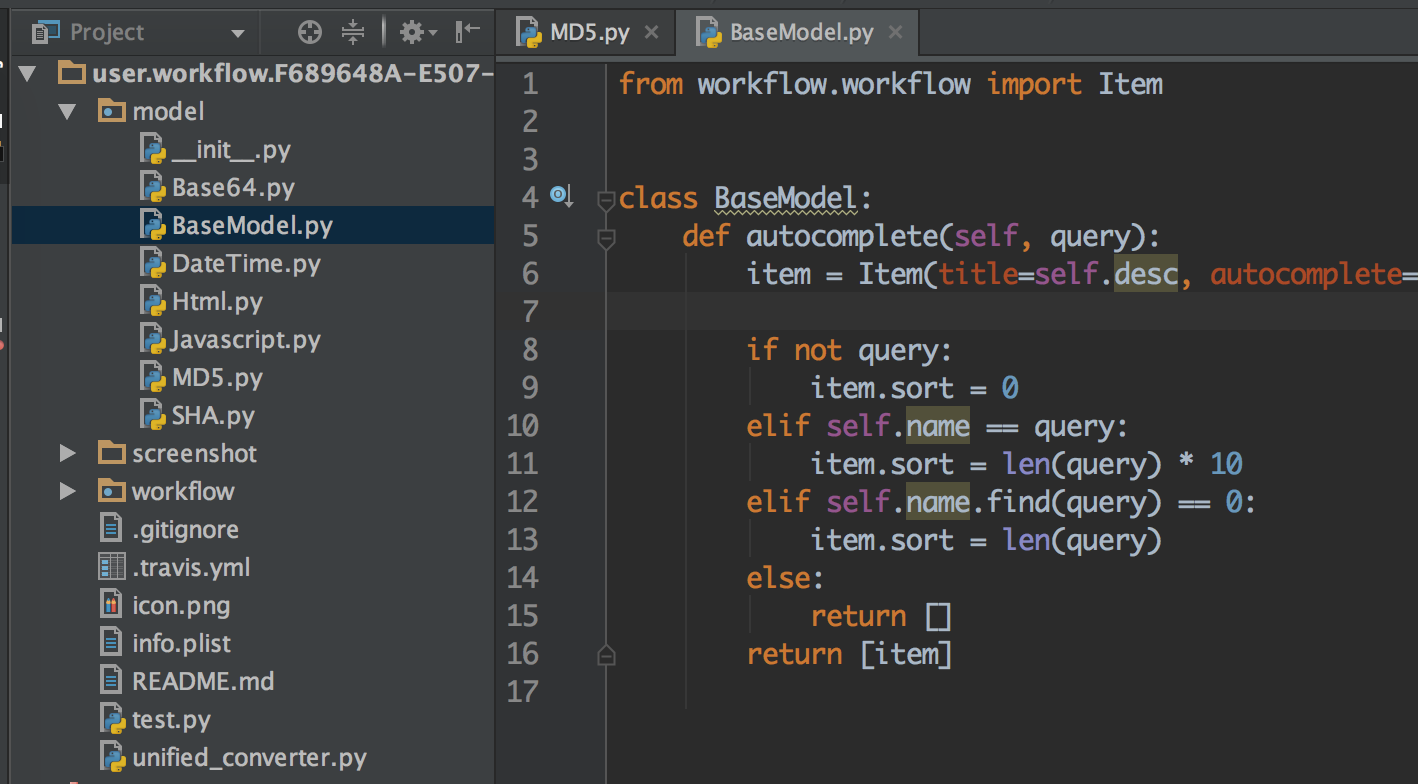 Project
user.workflow.F689648A-E507-
model
__init__.py
Base64.py
BaseModel.py
DateTime.py
Html.py
Javascript.py
MD5.py
SHA.py
screenshot
workflow
.gitignore
.travis.yml
icon.png
info.plist
README.md
test.py
unified_converter.py
MD5.py BaseModel.py
1 from workflow.workflow import Item
2
3
4 class BaseModel:
5 def autocomplete(self, query):
6 item = Item(title=self.desc, autocomplete=
7
8 if not query:
9 item.sort = 0
10 elif self.name == query:
11 item.sort = len(query) * 10
12 elif self.name.find(query) == 0:
13 item.sort = len(query)
14 else:
15 return []
16 return [item]
17